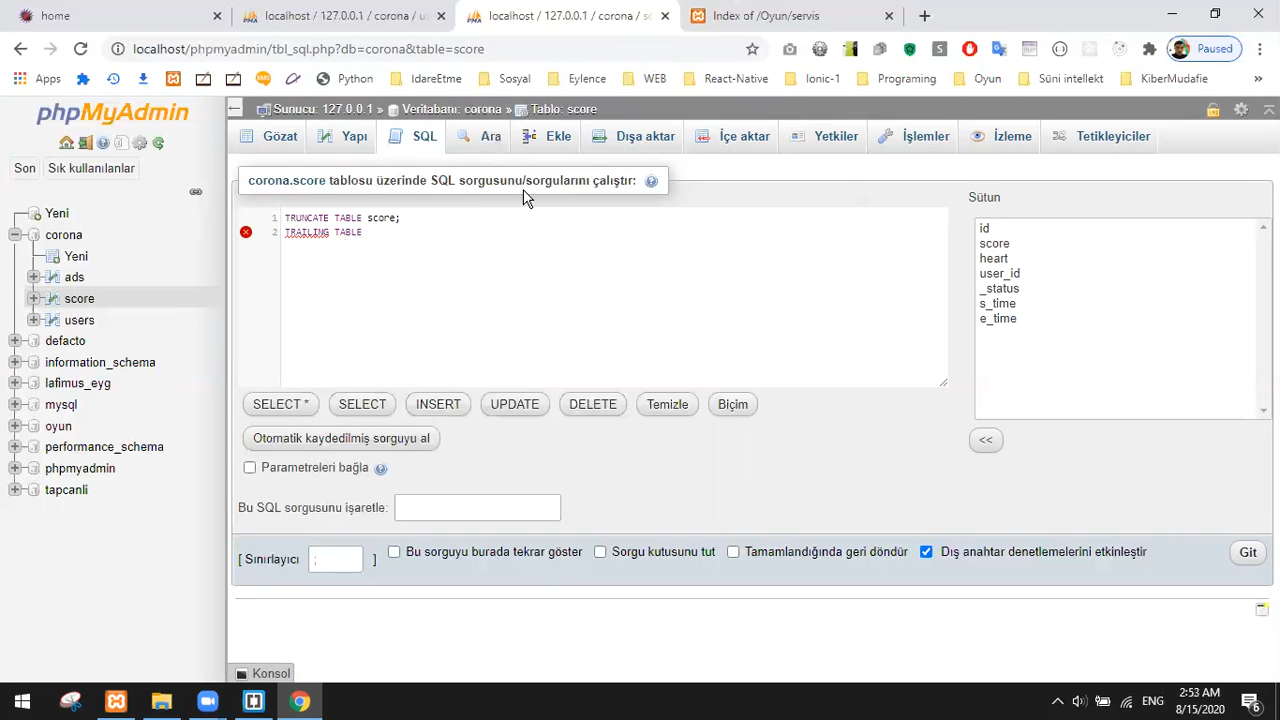 home
localhost / 127.0.0.1 / corona / u
localhost / 127.0.0.1 / corona / sc
Index of /Oyun/servis
localhost/phpmyadmin/tbl_sql.php?db=corona&table=score
Paused
Apps
Python
IdareEtme
Sosyal
Eylence
WEB
React-Native
Ionic-1
Programing
Oyun
Süni intellekt
KiberMudafie
phpMyAdmin
Sunucu: 127.0.0.1 » Veritabanı: corona » Tablo: score
Gözat
Yapı
SQL
Ara
Ekle
Dışa aktar
İçe aktar
Yetkiler
İşlemler
İzleme
Tetikleyiciler
Son
Sık kullanılanlar
Yeni
corona
Yeni
ads
score
users
defacto
information_schema
lafimus_eyg
mysql
oyun
performance_schema
phpmyadmin
tapcanli
corona.score tablosu üzerinde SQL sorgusunu/sorgularını çalıştır:
1 TRUNCATE TABLE score;
2 TRAILING TABLE
Sütun
id
score
heart
user_id
_status
s_time
e_time
<<
SELECT *
SELECT
INSERT
UPDATE
DELETE
Temizle
Biçim
Otomatik kaydedilmiş sorguyu al
Parametreleri bağla
Bu SQL sorgusunu işaretle:
[ Sınırlayıcı ; ]
Bu sorguyu burada tekrar göster
Sorgu kutusunu tut
Tamamlandığında geri döndür
Dış anahtar denetlemelerini etkinleştir
Git
Konsol
ENG
2:53 AM
8/15/2020
6